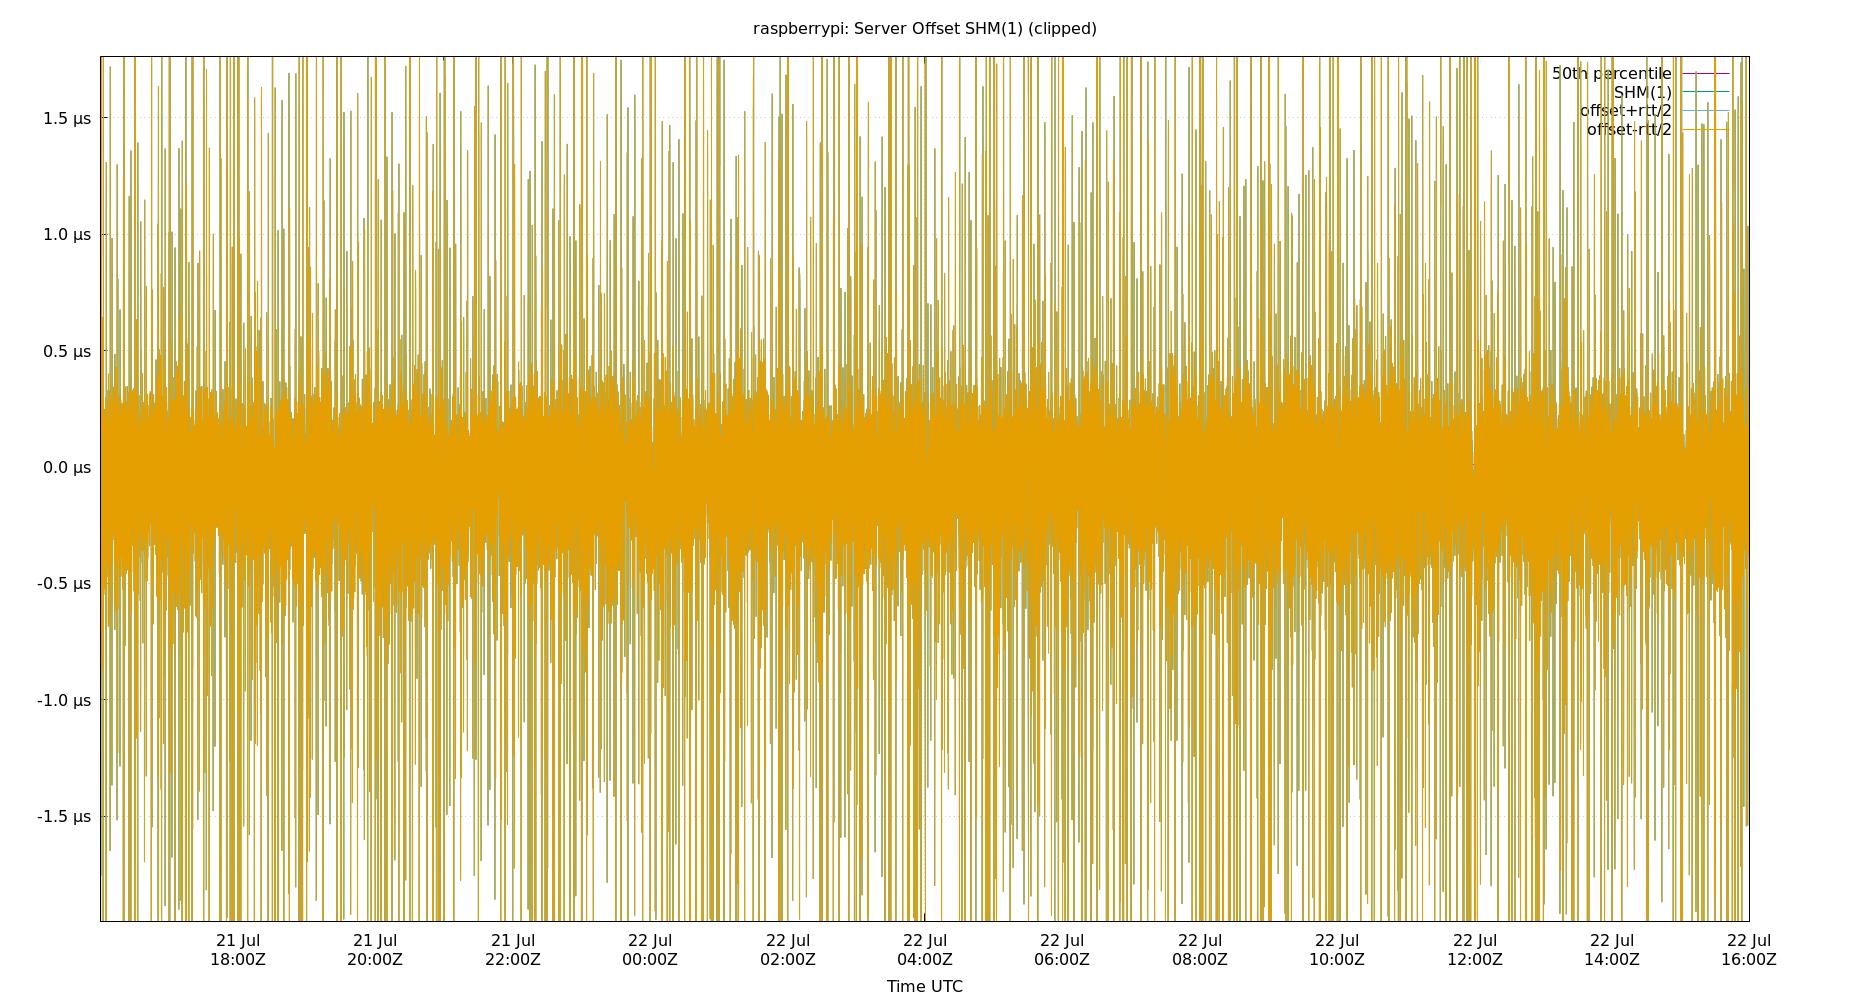 raspberrypi: Server Offset SHM(1) (clipped)
50th percentile
SHM(1)
offset+rtt/2
offset-rtt/2
1.5 µs
1.0 µs
0.5 µs
0.0 µs
-0.5 µs
-1.0 µs
-1.5 µs
21 Jul 21 Jul 21 Jul 22 Jul 22 Jul 22 Jul 22 Jul 22 Jul 22 Jul 22 Jul 22 Jul 22 Jul
18:00Z 20:00Z 22:00Z 00:00Z 02:00Z 04:00Z 06:00Z 08:00Z 10:00Z 12:00Z 14:00Z 16:00Z
Time UTC